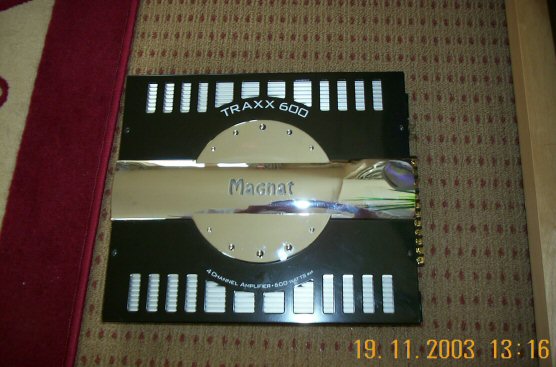 TRAXX 600
Magnat
4 CHANNEL AMPLIFIER • 600 WATTS
19.11.2003 13:16